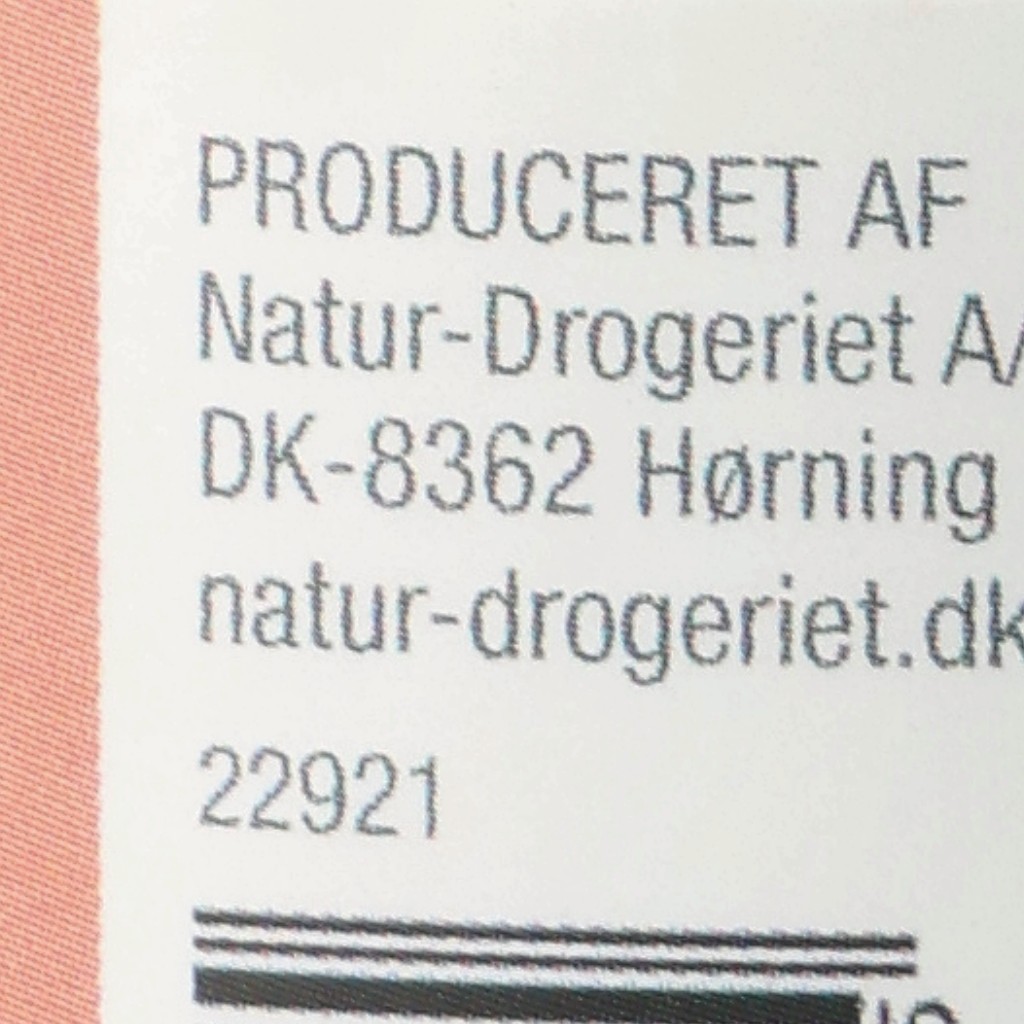 PRODUCERET AF
Natur-Drogeriet
DK-8362 Hørning
natur-drogeriet.dk
22921